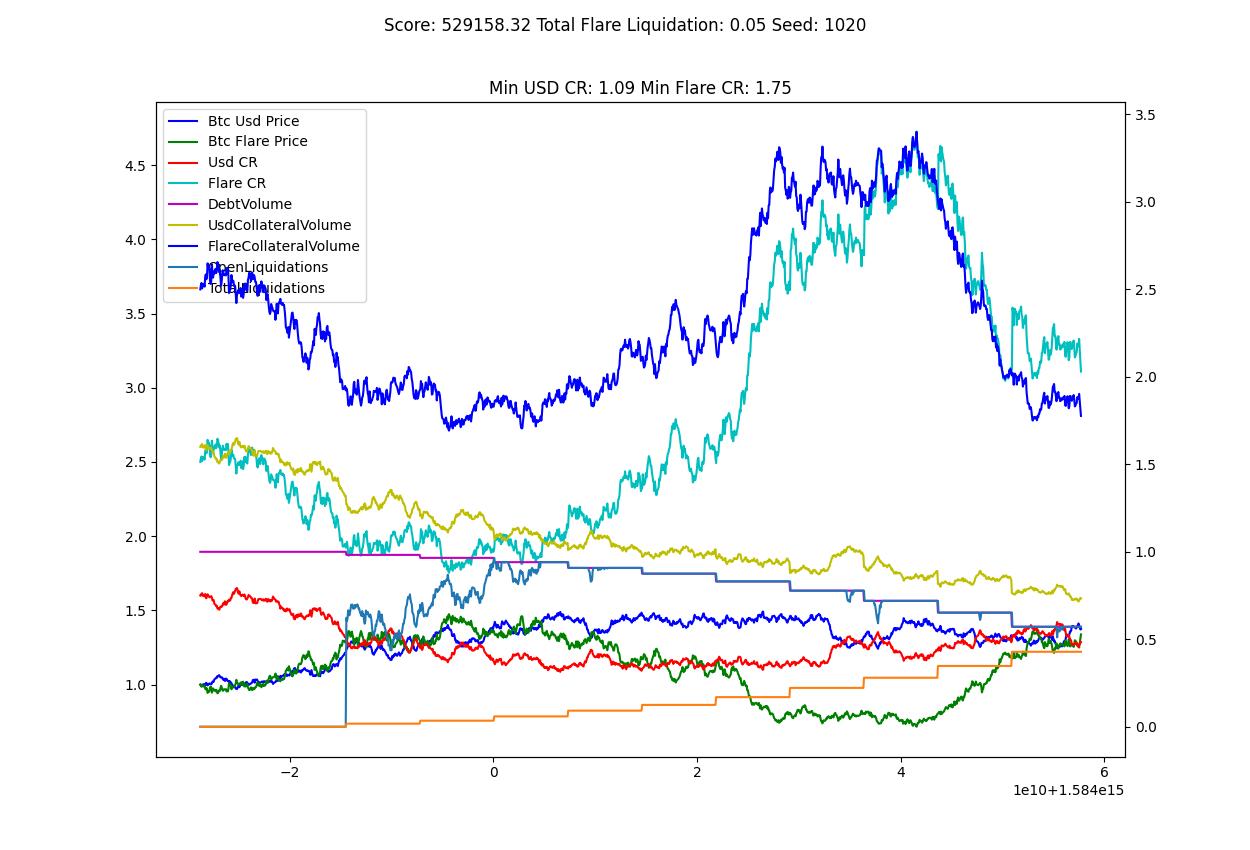 Score: 529158.32 Total Flare Liquidation: 0.05 Seed: 1020
Min USD CR: 1.09 Min Flare CR: 1.75
Btc Usd Price
Btc Flare Price
Usd CR
Flare CR
DebtVolume
UsdCollateralVolume
FlareCollateralVolume
OpenLiquidations
TotalLiquidations
4.5
4.0
3.5
3.0
2.5
2.0
1.5
1.0
3.5
3.0
2.5
2.0
1.5
1.0
0.5
0.0
−2
0
2
4
6
1e10+1.584e15